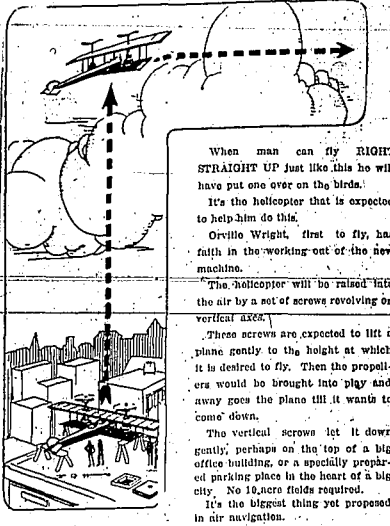 When man can fly RIGHT
STRAIGHT UP just like this he will
have put one over on the birds.
It's the helicopter that is expected
to help him do this.
Orville Wright, first to fly, has
faith in the working out of the new
machine.
The helicopter will be raised into
the air by a set of screws revolving on
vertical axes.
These screws are expected to lift a
plane gently to the height at which
it is desired to fly. Then the propell-
ers would be brought into play and
away goes the plane till it wants to
come down.
The vertical screws let it down
gently, perhaps on the top of a big
office building, or a specially prepar-
ed parking place in the heart of a big
city. No 10-acre fields required.
It's the biggest thing yet proposed
in air navigation.